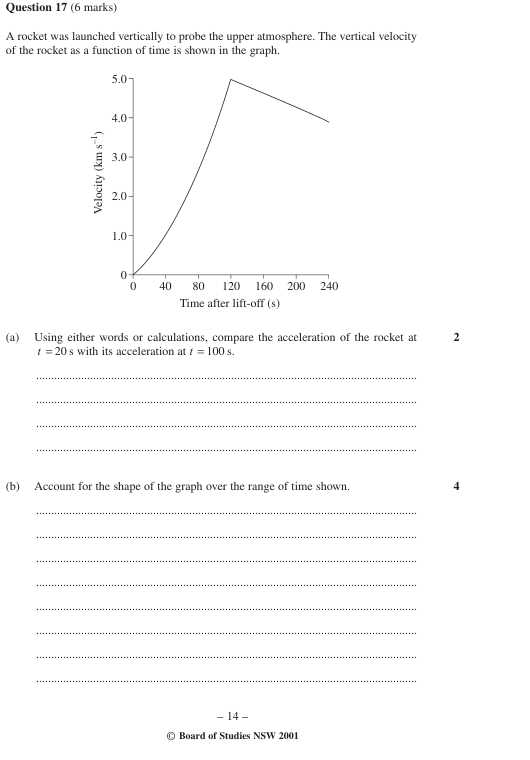 Question 17 (6 marks)
A rocket was launched vertically to probe the upper atmosphere. The vertical velocity
of the rocket as a function of time is shown in the graph.
5.0
4.0
3.0
2.0
1.0
0
Velocity (km s⁻¹)
0 40 80 120 160 200 240
Time after lift-off (s)
(a) Using either words or calculations, compare the acceleration of the rocket at 2
t = 20 s with its acceleration at t = 100 s.
(b) Account for the shape of the graph over the range of time shown. 4
– 14 –
© Board of Studies NSW 2001